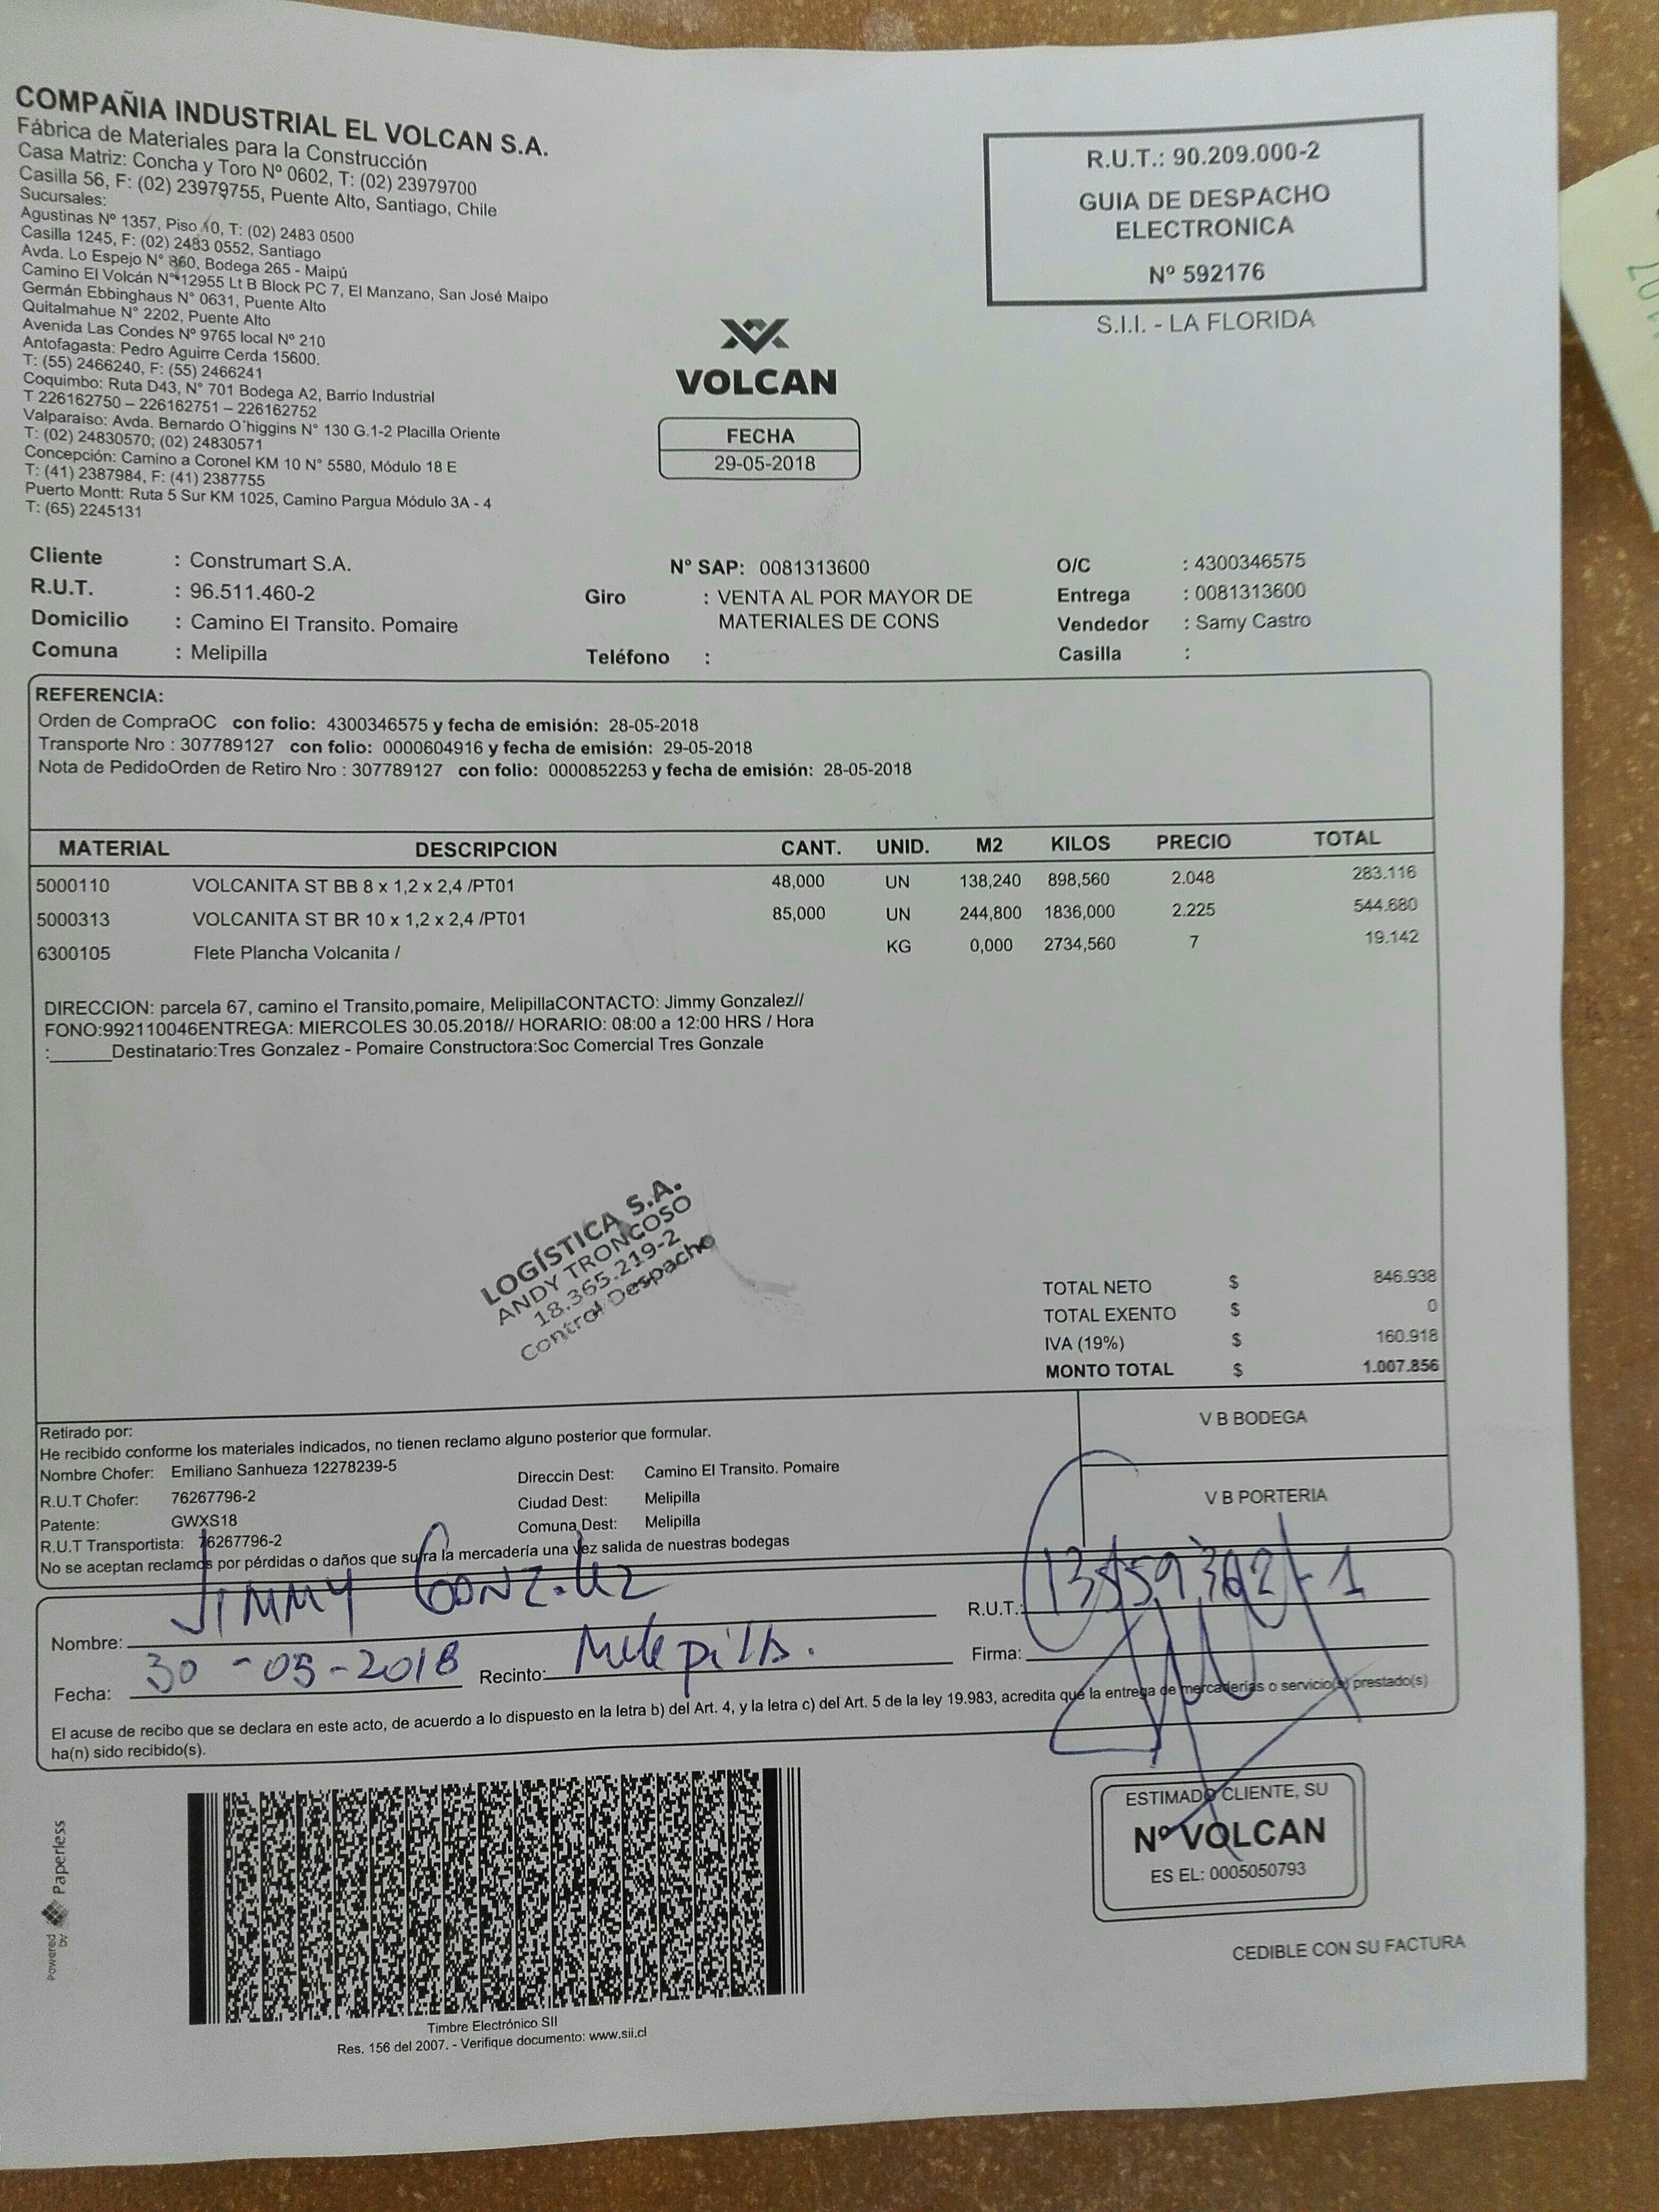 COMPAÑIA INDUSTRIAL EL VOLCAN S.A.
Fábrica de Materiales para la Construcción
Casa Matriz: Concha y Toro Nº 0602, T: (02) 23979700
Casilla 56, F: (02) 23979755, Puente Alto, Santiago, Chile
Sucursales:
Agustinas Nº 1357, Piso 10, T: (02) 2483 0500
Casilla 1245, F: (02) 2483 0552, Santiago
Avda. Lo Espejo N° 860, Bodega 265 - Maipú
Camino El Volcán N° 12955 Lt B Block PC 7, El Manzano, San José Maipo
Germán Ebbinghaus N° 0631, Puente Alto
Quitalmahue N° 2202, Puente Alto
Avenida Las Condes Nº 9765 local Nº 210
Antofagasta: Pedro Aguirre Cerda 15600.
T: (55) 2466240, F: (55) 2466241
Coquimbo: Ruta D43, N° 701 Bodega A2, Barrio Industrial
T 226162750 – 226162751 – 226162752
Valparaiso: Avda. Bernardo O´higgins N° 130 G.1-2 Placilla Oriente
T: (02) 24830570; (02) 24830571
Concepción: Camino a Coronel KM 10 N° 5580, Módulo 18 E
T: (41) 2387984, F: (41) 2387755
Puerto Montt: Ruta 5 Sur KM 1025, Camino Pargua Módulo 3A - 4
T: (65) 2245131
R.U.T.: 90.209.000-2
GUIA DE DESPACHO
ELECTRONICA
Nº 592176
S.I.I. - LA FLORIDA
VOLCAN
FECHA
29-05-2018
Cliente : Construmart S.A. N° SAP: 0081313600 O/C : 4300346575
R.U.T. : 96.511.460-2 Giro : VENTA AL POR MAYOR DE Entrega : 0081313600
Domicilio : Camino El Transito. Pomaire MATERIALES DE CONS Vendedor : Samy Castro
Comuna : Melipilla Teléfono : Casilla :
REFERENCIA:
Orden de CompraOC con folio: 4300346575 y fecha de emisión: 28-05-2018
Transporte Nro : 307789127 con folio: 0000604916 y fecha de emisión: 29-05-2018
Nota de PedidoOrden de Retiro Nro : 307789127 con folio: 0000852253 y fecha de emisión: 28-05-2018
MATERIAL DESCRIPCION CANT. UNID. M2 KILOS PRECIO TOTAL
5000110 VOLCANITA ST BB 8 x 1,2 x 2,4 /PT01 48,000 UN 138,240 898,560 2.048 283.116
5000313 VOLCANITA ST BR 10 x 1,2 x 2,4 /PT01 85,000 UN 244,800 1836,000 2.225 544.680
6300105 Flete Plancha Volcanita / KG 0,000 2734,560 7 19.142
DIRECCION: parcela 67, camino el Transito,pomaire, MelipillaCONTACTO: Jimmy Gonzalez//
FONO:992110046ENTREGA: MIERCOLES 30.05.2018// HORARIO: 08:00 a 12:00 HRS / Hora
:______Destinatario:Tres Gonzalez - Pomaire Constructora:Soc Comercial Tres Gonzale
LOGÍSTICA S.A.
ANDY TRONCOSO
18.365.219-2
Control Despacho
TOTAL NETO $ 846.938
TOTAL EXENTO $ 0
IVA (19%) $ 160.918
MONTO TOTAL $ 1.007.856
Retirado por:
He recibido conforme los materiales indicados, no tienen reclamo alguno posterior que formular.
Nombre Chofer: Emiliano Sanhueza 12278239-5 Direccin Dest: Camino El Transito. Pomaire
R.U.T Chofer: 76267796-2 Ciudad Dest: Melipilla
Patente: GWXS18 Comuna Dest: Melipilla
R.U.T Transportista: 76267796-2
No se aceptan reclamos por pérdidas o daños que sufra la mercadería una vez salida de nuestras bodegas
V B BODEGA
V B PORTERIA
Nombre: JIMMY R.U.T.:
Fecha: 30-05-2018 Recinto: Firma:
El acuse de recibo que se declara en este acto, de acuerdo a lo dispuesto en la letra b) del Art. 4, y la letra c) del Art. 5 de la ley 19.983, acredita que la entrega de mercaderías o servicio(s) prestado(s)
ha(n) sido recibido(s).
Powered by Paperless
Timbre Electrónico SII
Res. 156 del 2007. - Verifique documento: www.sii.cl
ESTIMADO CLIENTE, SU
Nº VOLCAN
ES EL: 0005050793
CEDIBLE CON SU FACTURA